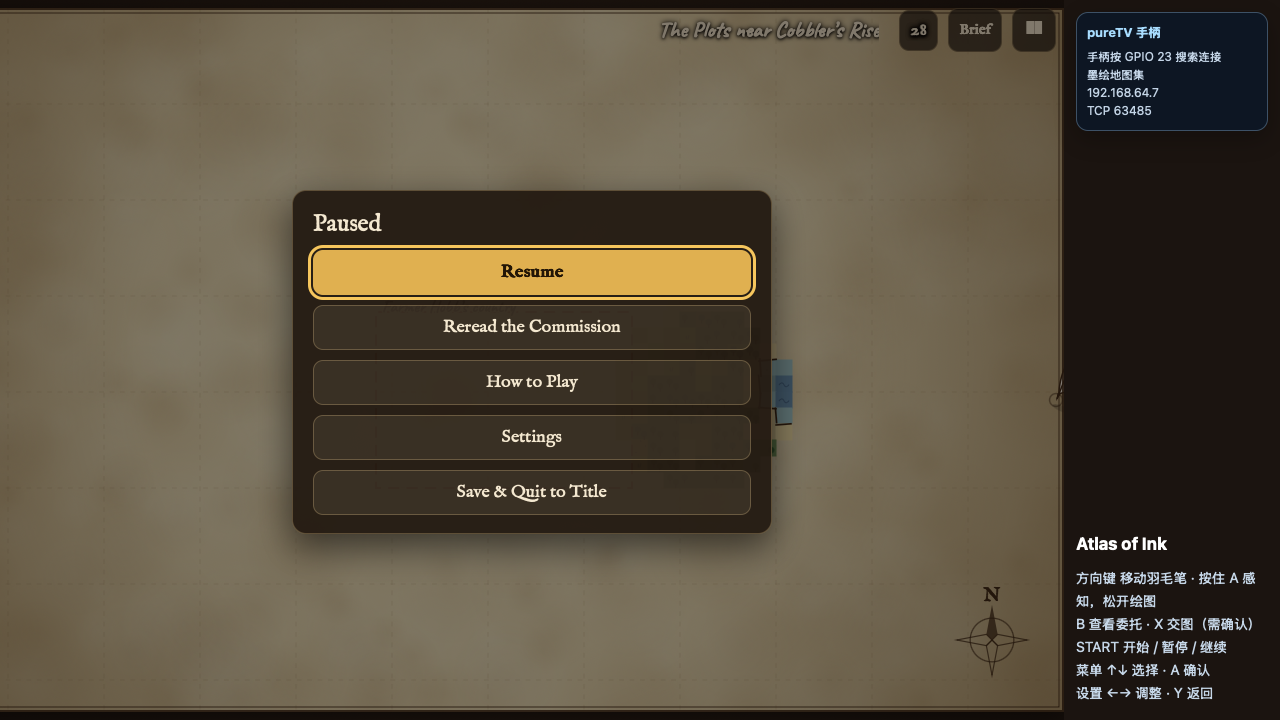 The Plots near Cobbler's Rise
28
Brief
Paused
Resume
Reread the Commission
How to Play
Settings
Save & Quit to Title
N
pureTV 手柄
手柄按 GPIO 23 搜索连接
墨绘地图集
192.168.64.7
TCP 63485
Atlas of Ink
方向键 移动羽毛笔 · 按住 A 感
知，松开绘图
B 查看委托 · X 交图（需确认）
START 开始 / 暂停 / 继续
菜单 ↑↓ 选择 · A 确认
设置 ←→ 调整 · Y 返回